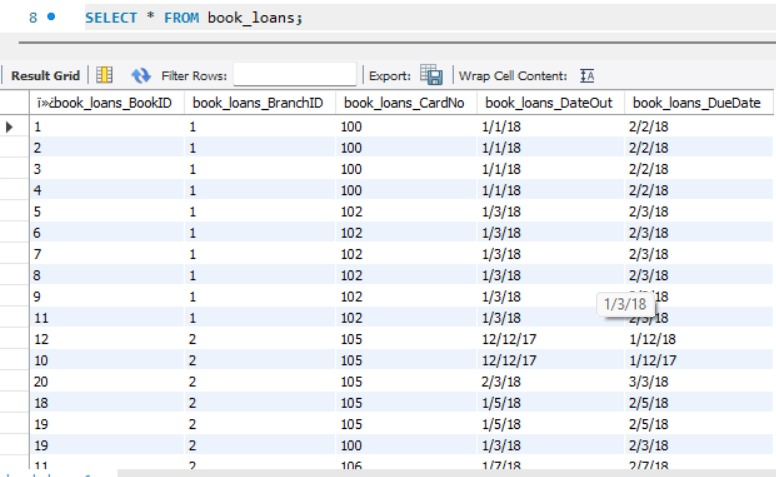 8 SELECT * FROM book_loans;
Result Grid Filter Rows: Export: Wrap Cell Content: IA
ï»¿book_loans_BookID book_loans_BranchID book_loans_CardNo book_loans_DateOut book_loans_DueDate
1 1 100 1/1/18 2/2/18
2 1 100 1/1/18 2/2/18
3 1 100 1/1/18 2/2/18
4 1 100 1/1/18 2/2/18
5 1 102 1/3/18 2/3/18
6 1 102 1/3/18 2/3/18
7 1 102 1/3/18 2/3/18
8 1 102 1/3/18 2/3/18
9 1 102 1/3/18
1/3/18
11 1 102 1/3/18 2/3/18
12 2 105 12/12/17 1/12/18
10 2 105 12/12/17 1/12/17
20 2 105 2/3/18 3/3/18
18 2 105 1/5/18 2/5/18
19 2 105 1/5/18 2/5/18
19 2 100 1/3/18 2/3/18
11 2 106 1/7/18 2/7/18